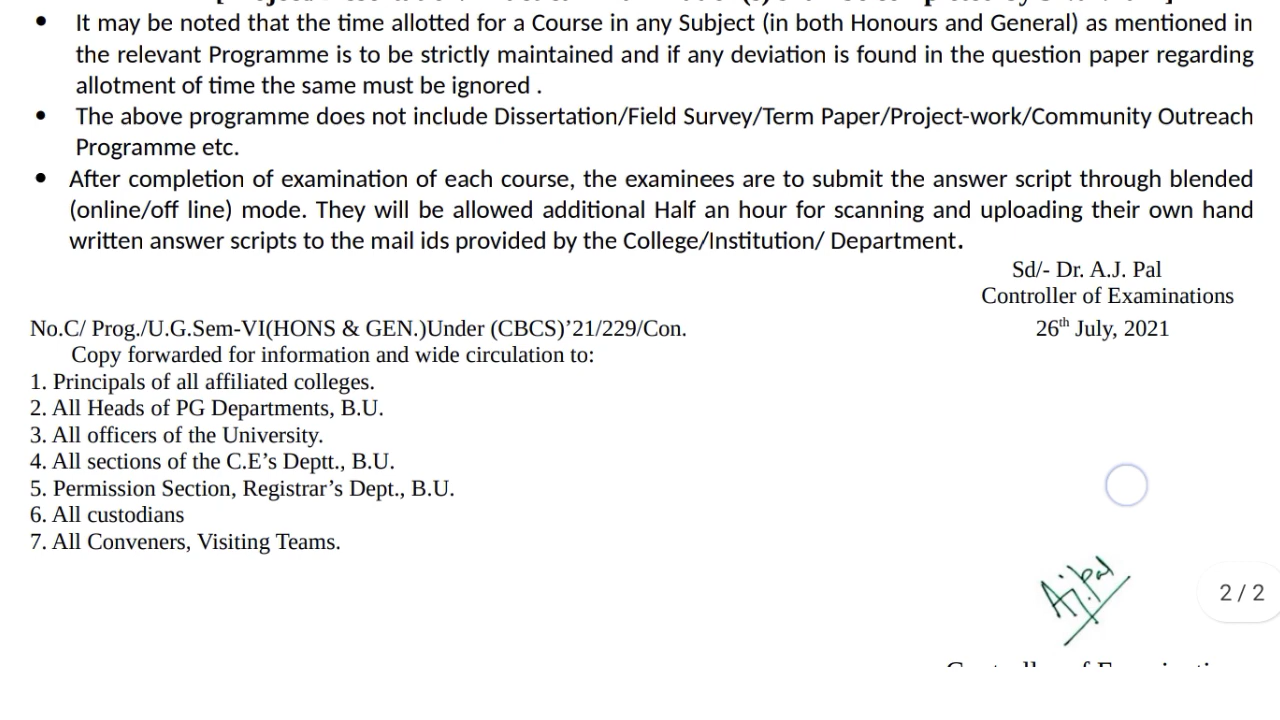 • It may be noted that the time allotted for a Course in any Subject (in both Honours and General) as mentioned in
the relevant Programme is to be strictly maintained and if any deviation is found in the question paper regarding
allotment of time the same must be ignored .
• The above programme does not include Dissertation/Field Survey/Term Paper/Project-work/Community Outreach
Programme etc.
• After completion of examination of each course, the examinees are to submit the answer script through blended
(online/off line) mode. They will be allowed additional Half an hour for scanning and uploading their own hand
written answer scripts to the mail ids provided by the College/Institution/ Department.
Sd/- Dr. A.J. Pal
Controller of Examinations
No.C/ Prog./U.G.Sem-VI(HONS & GEN.)Under (CBCS)’21/229/Con. 26th July, 2021
Copy forwarded for information and wide circulation to:
1. Principals of all affiliated colleges.
2. All Heads of PG Departments, B.U.
3. All officers of the University.
4. All sections of the C.E’s Deptt., B.U.
5. Permission Section, Registrar’s Dept., B.U.
6. All custodians
7. All Conveners, Visiting Teams.
Aj.Pal
2 / 2